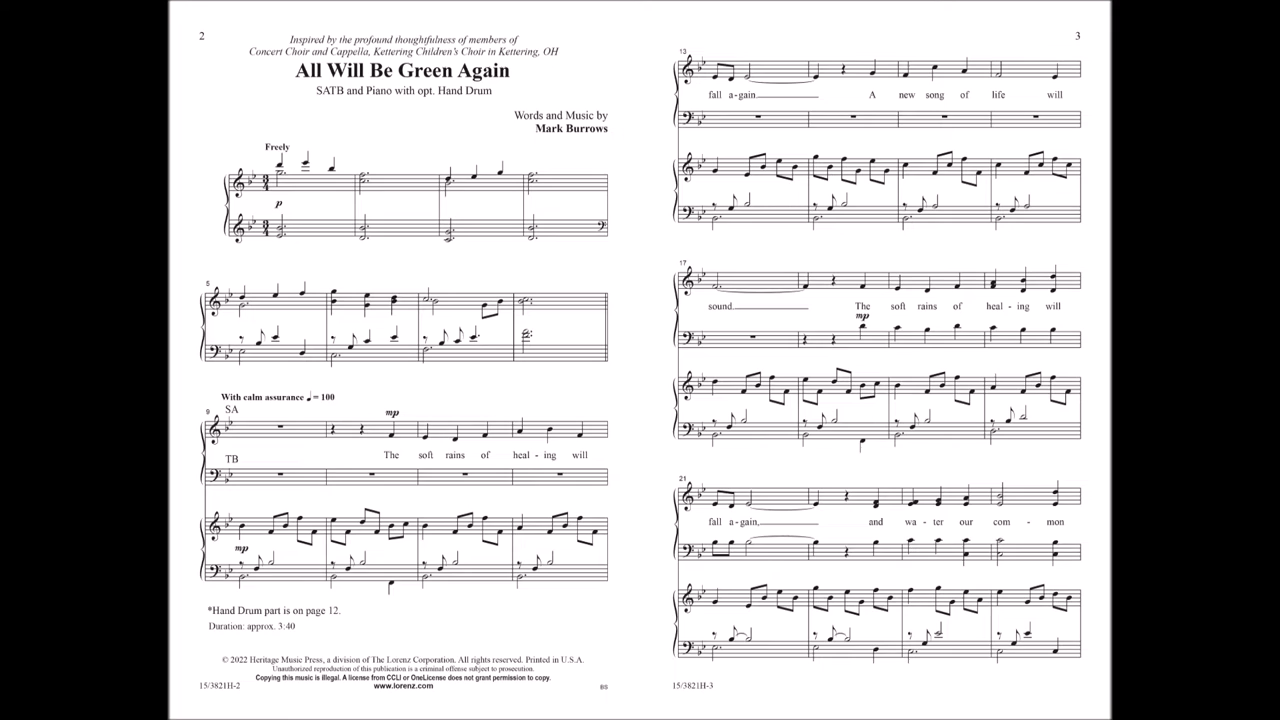 2
Inspired by the profound thoughtfulness of members of
Concert Choir and Cappella, Kettering Children's Choir in Kettering, OH
All Will Be Green Again
SATB and Piano with opt. Hand Drum
Words and Music by
Mark Burrows
Freely
p
5
With calm assurance ♩ = 100
9
SA
mp
The soft rains of heal - ing will
TB
mp
*Hand Drum part is on page 12.
Duration: approx. 3:40
© 2022 Heritage Music Press, a division of The Lorenz Corporation. All rights reserved. Printed in U.S.A.
Unauthorized reproduction of this publication is a criminal offense subject to prosecution.
Copying this music is illegal. A license from CCLI or OneLicense does not grant permission to copy.
www.lorenz.com
15/3821H-2
BS
3
13
fall a-gain. A new song of life will
17
sound. The soft rains of heal - ing will
mp
21
fall a-gain, and wa - ter our com - mon
15/3821H-3